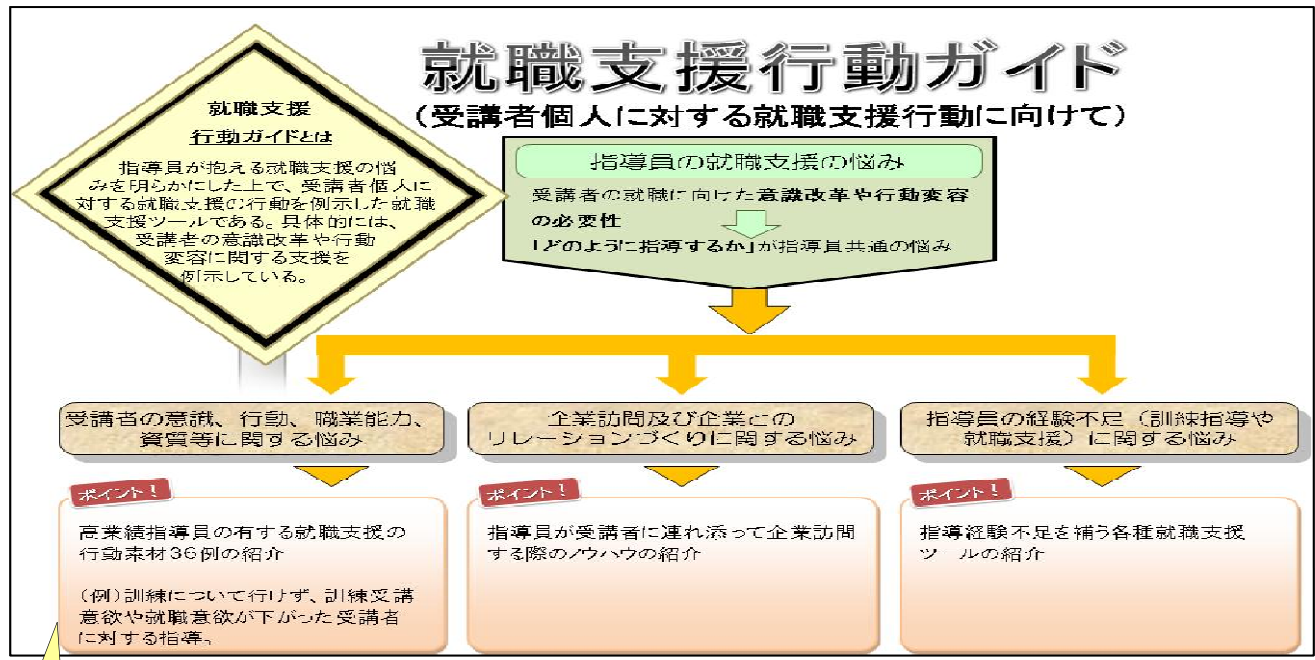 就職支援行動ガイド
(受講者個人に対する就職支援行動に向けて)
就職支援
行動ガイドとは
指導員が抱える就職支援の悩
みを明らかにした上で、受講者個人に
対する就職支援の行動を例示した就職
支援ツールである。具体的には、
受講者の意識改革や行動
変容に関する支援を
例示している。
指導員の就職支援の悩み
受講者の就職に向けた意識改革や行動変容
の必要性
「どのように指導するか」が指導員共通の悩み
受講者の意識、行動、職業能力、
資質等に関する悩み
ポイント!
高業績指導員の有する就職支援の
行動素材36例の紹介
(例)訓練について行けず、訓練受講
意欲や就職意欲が下がった受講者
に対する指導。
企業訪問及び企業との
リレーションづくりに関する悩み
ポイント!
指導員が受講者に連れ添って企業訪問
する際のノウハウの紹介
指導員の経験不足(訓練指導や
就職支援)に関する悩み
ポイント!
指導経験不足を補う各種就職支援
ツールの紹介